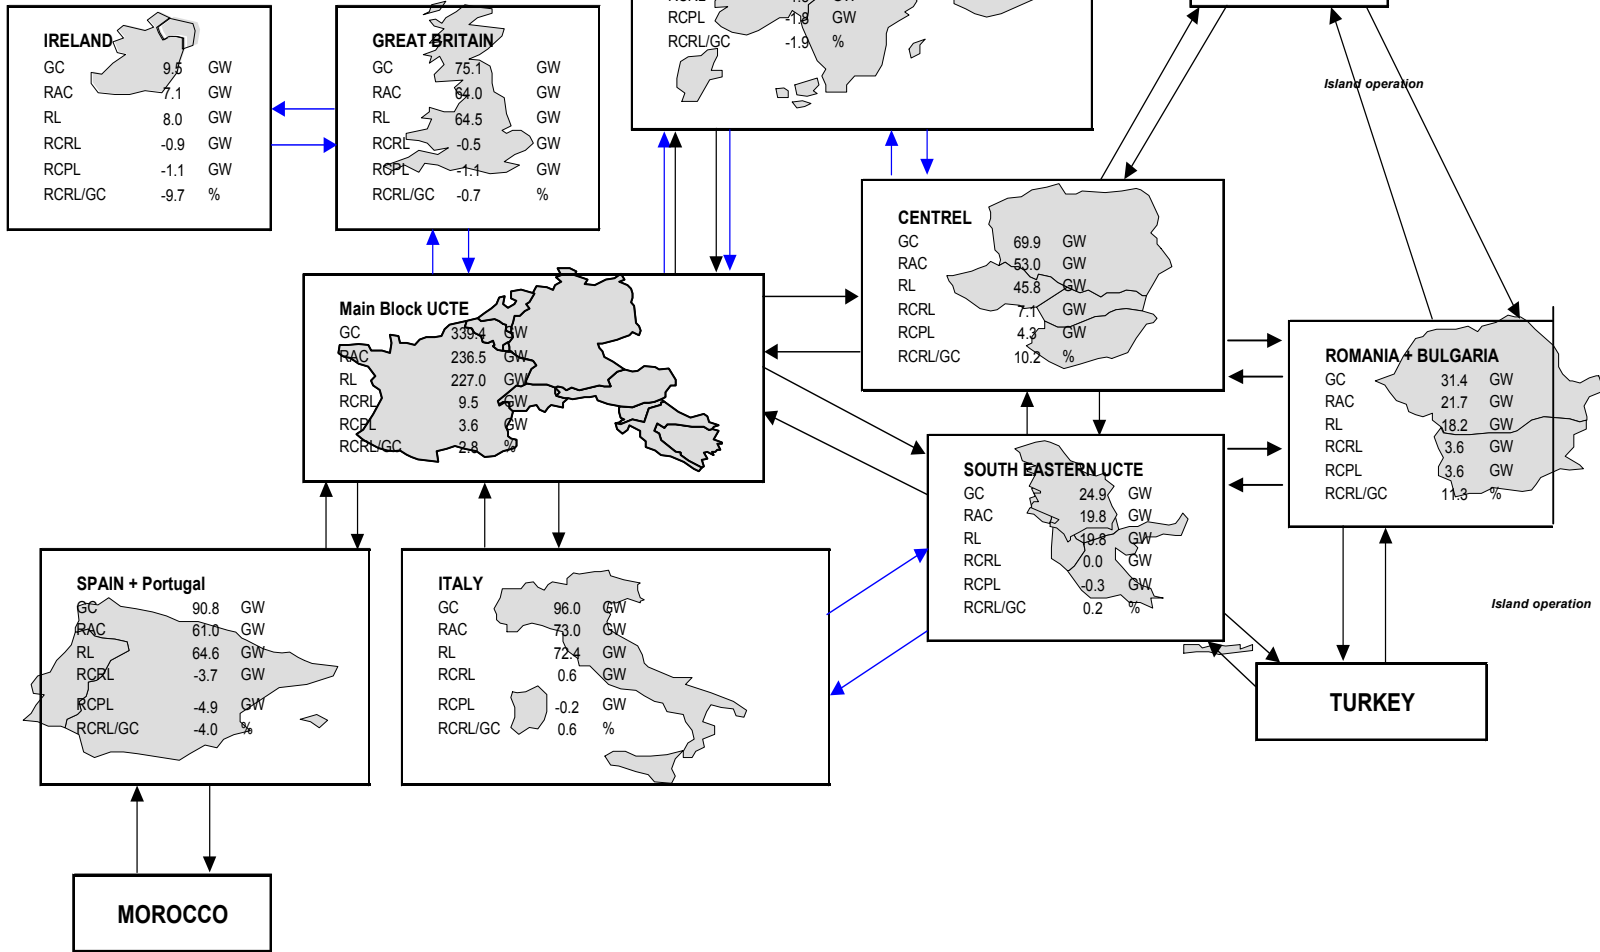 RCPL -1.8 GW
RCRL/GC -1.9 %
IRELAND
GC 9.5 GW
RAC 7.1 GW
RL 8.0 GW
RCRL -0.9 GW
RCPL -1.1 GW
RCRL/GC -9.7 %
GREAT BRITAIN
GC 75.1 GW
RAC 64.0 GW
RL 64.5 GW
RCRL -0.5 GW
RCPL -1.1 GW
RCRL/GC -0.7 %
Island operation
CENTREL
GC 69.9 GW
RAC 53.0 GW
RL 45.8 GW
RCRL 7.1 GW
RCPL 4.3 GW
RCRL/GC 10.2 %
Main Block UCTE
GC 339.4 GW
RAC 236.5 GW
RL 227.0 GW
RCRL 9.5 GW
RCPL 3.6 GW
RCRL/GC 2.8 %
ROMANIA + BULGARIA
GC 31.4 GW
RAC 21.7 GW
RL 18.2 GW
RCRL 3.6 GW
RCPL 3.6 GW
RCRL/GC 11.3 %
SOUTH EASTERN UCTE
GC 24.9 GW
RAC 19.8 GW
RL 19.8 GW
RCRL 0.0 GW
RCPL -0.3 GW
RCRL/GC 0.2 %
SPAIN + Portugal
GC 90.8 GW
RAC 61.0 GW
RL 64.6 GW
RCRL -3.7 GW
RCPL -4.9 GW
RCRL/GC -4.0 %
ITALY
GC 96.0 GW
RAC 73.0 GW
RL 72.4 GW
RCRL 0.6 GW
RCPL -0.2 GW
RCRL/GC 0.6 %
Island operation
TURKEY
MOROCCO